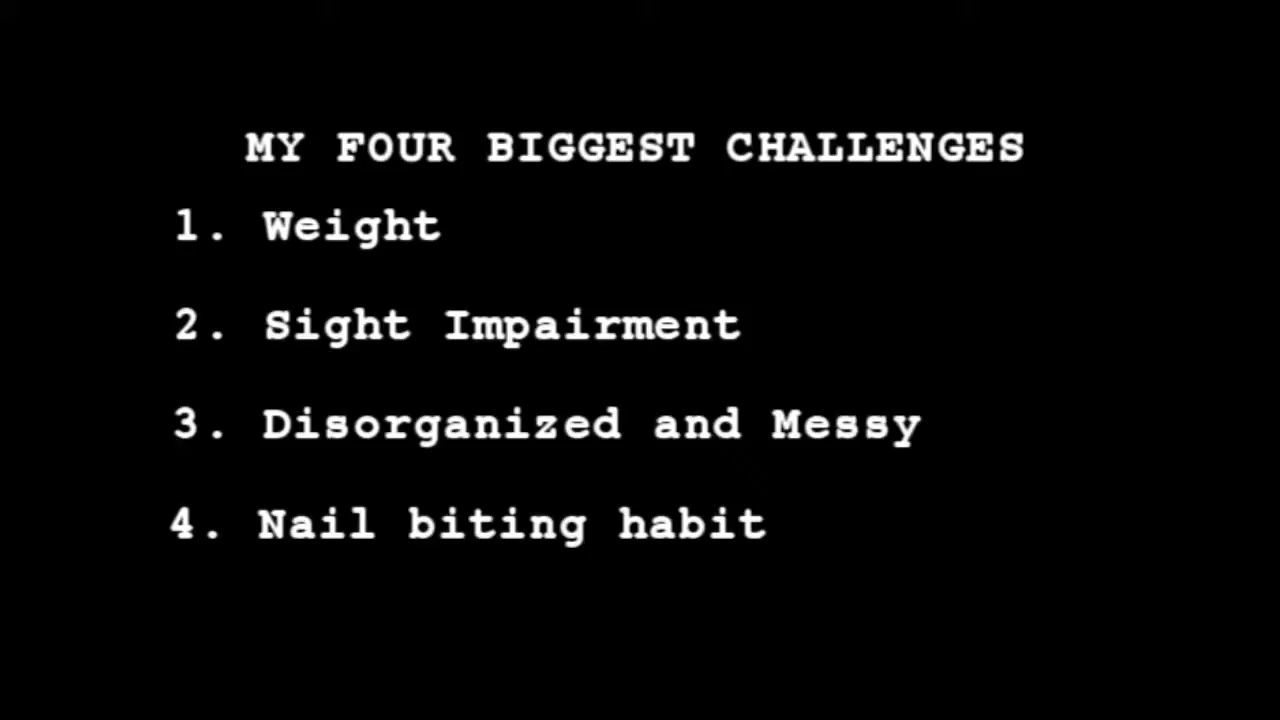 MY FOUR BIGGEST CHALLENGES
1. Weight
2. Sight Impairment
3. Disorganized and Messy
4. Nail biting habit